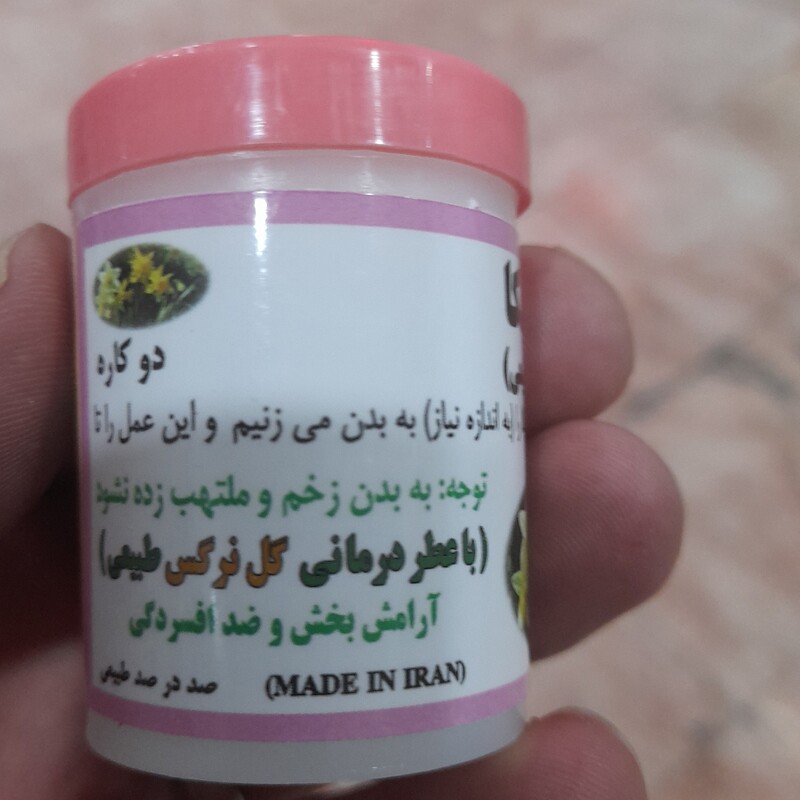 دو کاره
(به اندازه نیاز) به بدن می زنیم و این عمل را تا
توجه: به بدن زخم و ملتهب زده نشود
(با عطر درمانی گل نرگس طبیعی)
آرامش بخش و ضد افسردگی
صد در صد طبیعی (MADE IN IRAN)